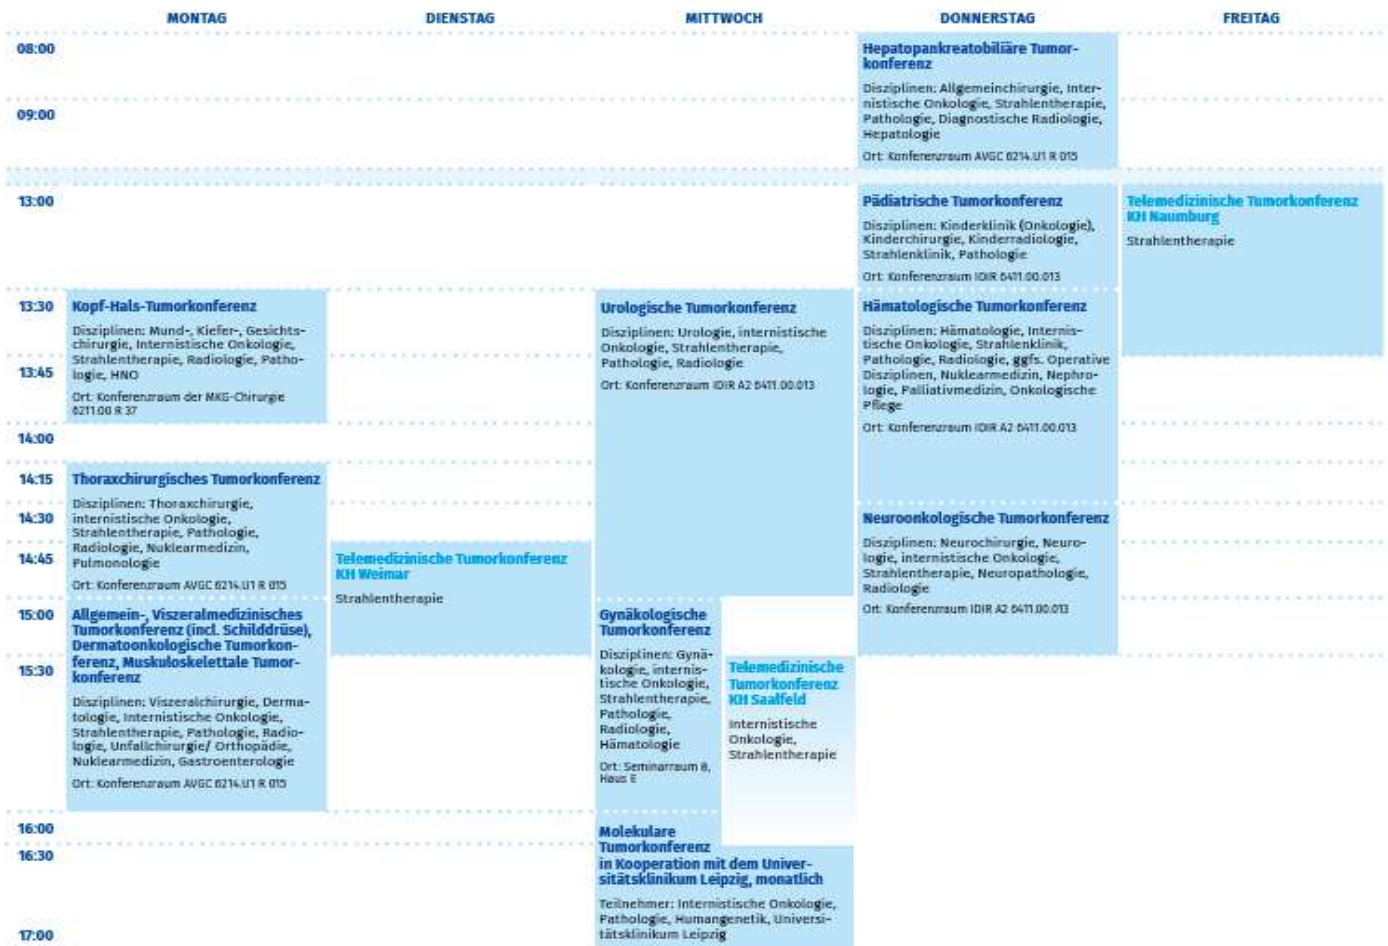 MONTAG
DIENSTAG
MITTWOCH
DONNERSTAG
FREITAG
08:00
Hepatopankreatobiliäre Tumor-
konferenz
Disziplinen: Allgemeinchirurgie, Inter-
nistische Onkologie, Strahlentherapie,
Pathologie, Diagnostische Radiologie,
Hepatologie
Ort: Konferenzraum AVGC 6214.U1 R 015
09:00
13:00
Pädiatrische Tumorkonferenz
Disziplinen: Kinderklinik (Onkologie),
Kinderchirurgie, Kinderradiologie,
Strahlenklinik, Pathologie
Ort: Konferenzraum IDIR 6411.00.013
Telemedizinische Tumorkonferenz
KH Naumburg
Strahlentherapie
13:30
Kopf-Hals-Tumorkonferenz
Disziplinen: Mund-, Kiefer-, Gesichts-
chirurgie, Internistische Onkologie,
Strahlentherapie, Radiologie, Patho-
logie, HNO
Ort: Konferenzraum der MKG-Chirurgie
6211.00 R 37
Urologische Tumorkonferenz
Disziplinen: Urologie, internistische
Onkologie, Strahlentherapie,
Pathologie, Radiologie
Ort: Konferenzraum IDIR A2 6411.00.013
Hämatologische Tumorkonferenz
Disziplinen: Hämatologie, Internis-
tische Onkologie, Strahlenklinik,
Pathologie, Radiologie, ggfs. Operative
Disziplinen, Nuklearmedizin, Nephro-
logie, Palliativmedizin, Onkologische
Pflege
Ort: Konferenzraum IDIR A2 6411.00.013
13:45
14:00
14:15
Thoraxchirurgisches Tumorkonferenz
Disziplinen: Thoraxchirurgie,
internistische Onkologie,
Strahlentherapie, Pathologie,
Radiologie, Nuklearmedizin,
Pulmonologie
Ort: Konferenzraum AVGC 6214.U1 R 015
14:30
Neuroonkologische Tumorkonferenz
Disziplinen: Neurochirurgie, Neuro-
logie, internistische Onkologie,
Strahlentherapie, Neuropathologie,
Radiologie
Ort: Konferenzraum IDIR A2 6411.00.013
14:45
Telemedizinische Tumorkonferenz
KH Weimar
Strahlentherapie
15:00
Allgemein-, Viszeralmedizinisches
Tumorkonferenz (incl. Schilddrüse),
Dermatoonkologische Tumorkon-
ferenz, Muskuloskelettale Tumor-
konferenz
Disziplinen: Viszeralchirurgie, Derma-
tologie, Internistische Onkologie,
Strahlentherapie, Pathologie, Radio-
logie, Unfallchirurgie/ Orthopädie,
Nuklearmedizin, Gastroenterologie
Ort: Konferenzraum AVGC 6214.U1 R 015
Gynäkologische
Tumorkonferenz
Disziplinen: Gynä-
kologie, internis-
tische Onkologie,
Strahlentherapie,
Pathologie,
Radiologie,
Hämatologie
Ort: Seminarraum 8,
Haus E
15:30
Telemedizinische
Tumorkonferenz
KH Saalfeld
Internistische
Onkologie,
Strahlentherapie
16:00
Molekulare
Tumorkonferenz
in Kooperation mit dem Univer-
sitätsklinikum Leipzig, monatlich
Teilnehmer: Internistische Onkologie,
Pathologie, Humangenetik, Universi-
tätsklinikum Leipzig
16:30
17:00